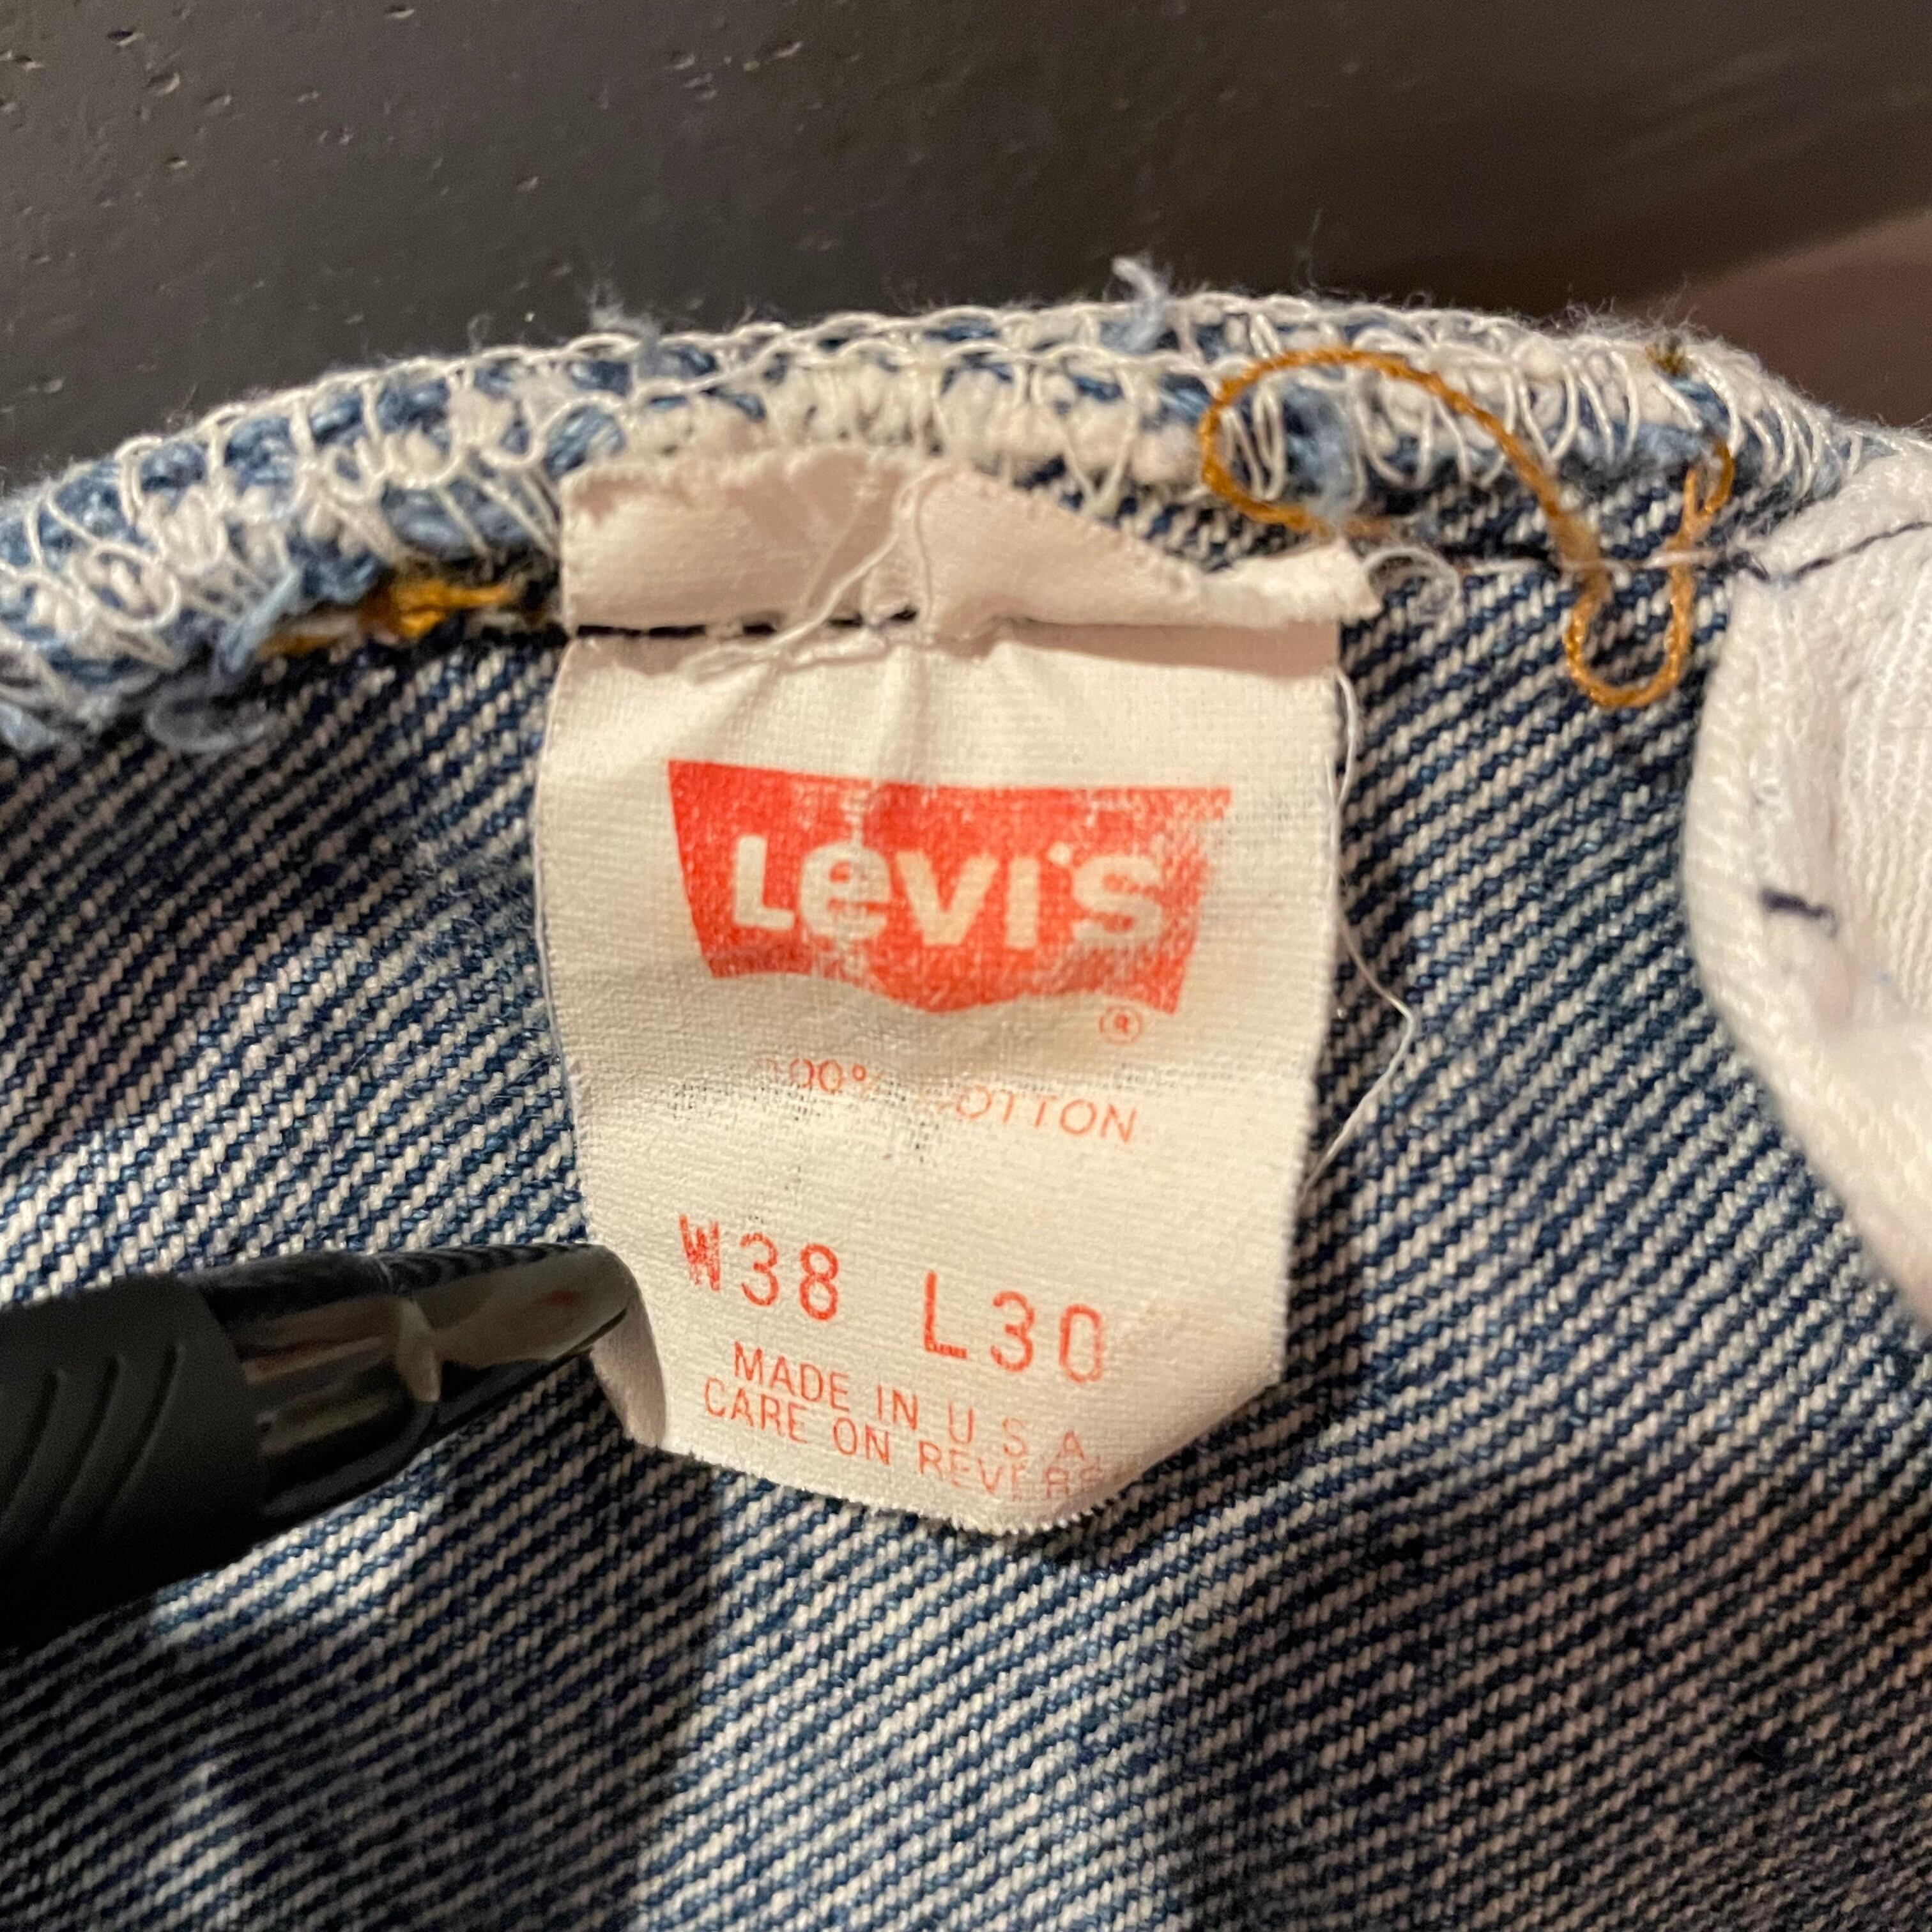 LEVI'S
®
100% COTTON
W38 L30
MADE IN U.S.A.
CARE ON REVERSE